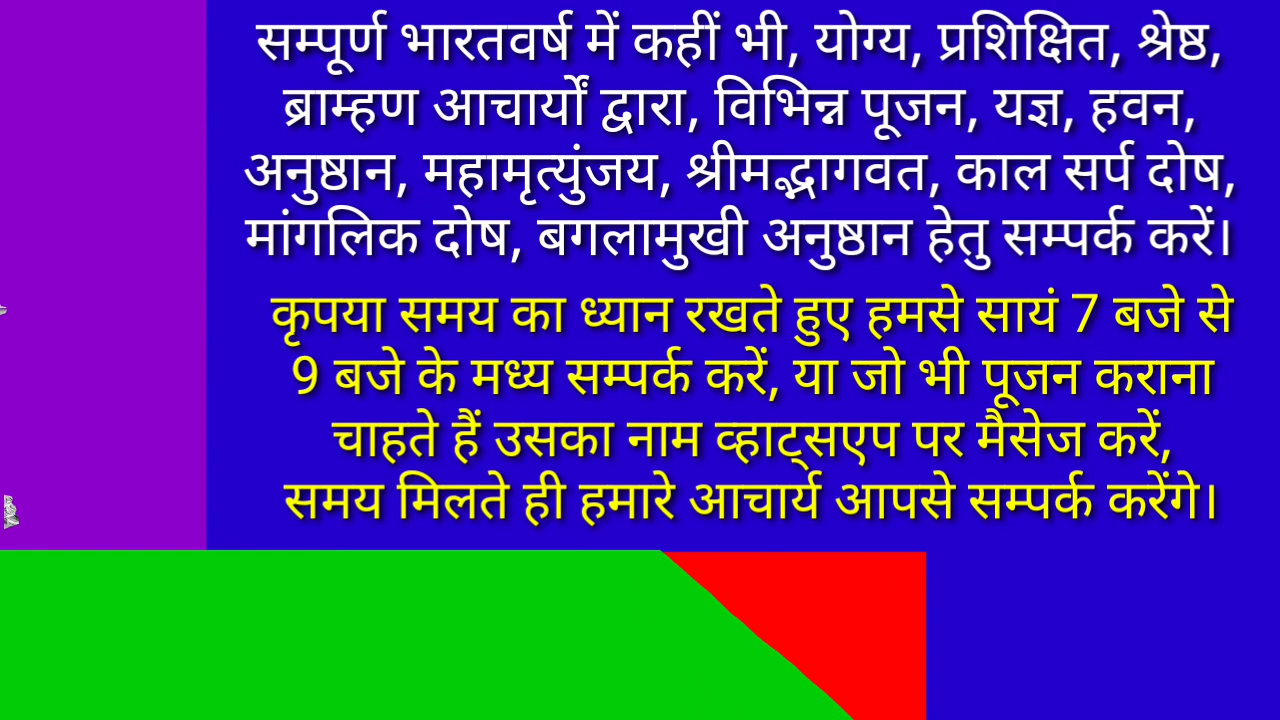 सम्पूर्ण भारतवर्ष में कहीं भी, योग्य, प्रशिक्षित, श्रेष्ठ,
ब्राम्हण आचार्यों द्वारा, विभिन्न पूजन, यज्ञ, हवन,
अनुष्ठान, महामृत्युंजय, श्रीमद्भागवत, काल सर्प दोष,
मांगलिक दोष, बगलामुखी अनुष्ठान हेतु सम्पर्क करें।
कृपया समय का ध्यान रखते हुए हमसे सायं 7 बजे से
9 बजे के मध्य सम्पर्क करें, या जो भी पूजन कराना
चाहते हैं उसका नाम व्हाट्सएप पर मैसेज करें,
समय मिलते ही हमारे आचार्य आपसे सम्पर्क करेंगे।